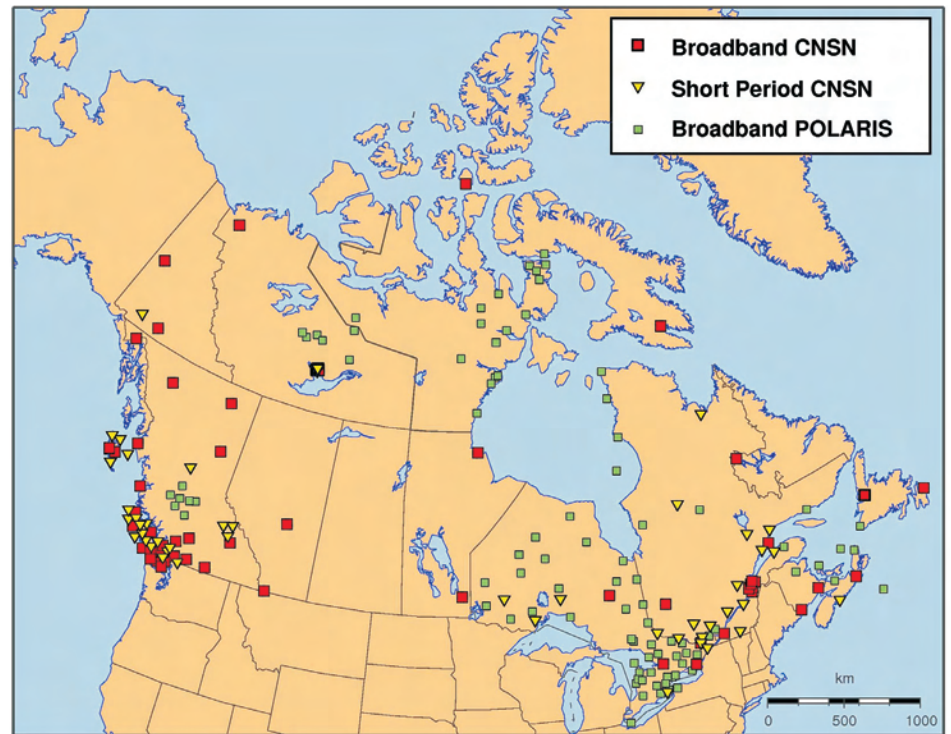 Broadband CNSN
Short Period CNSN
Broadband POLARIS
km
0 500 1000